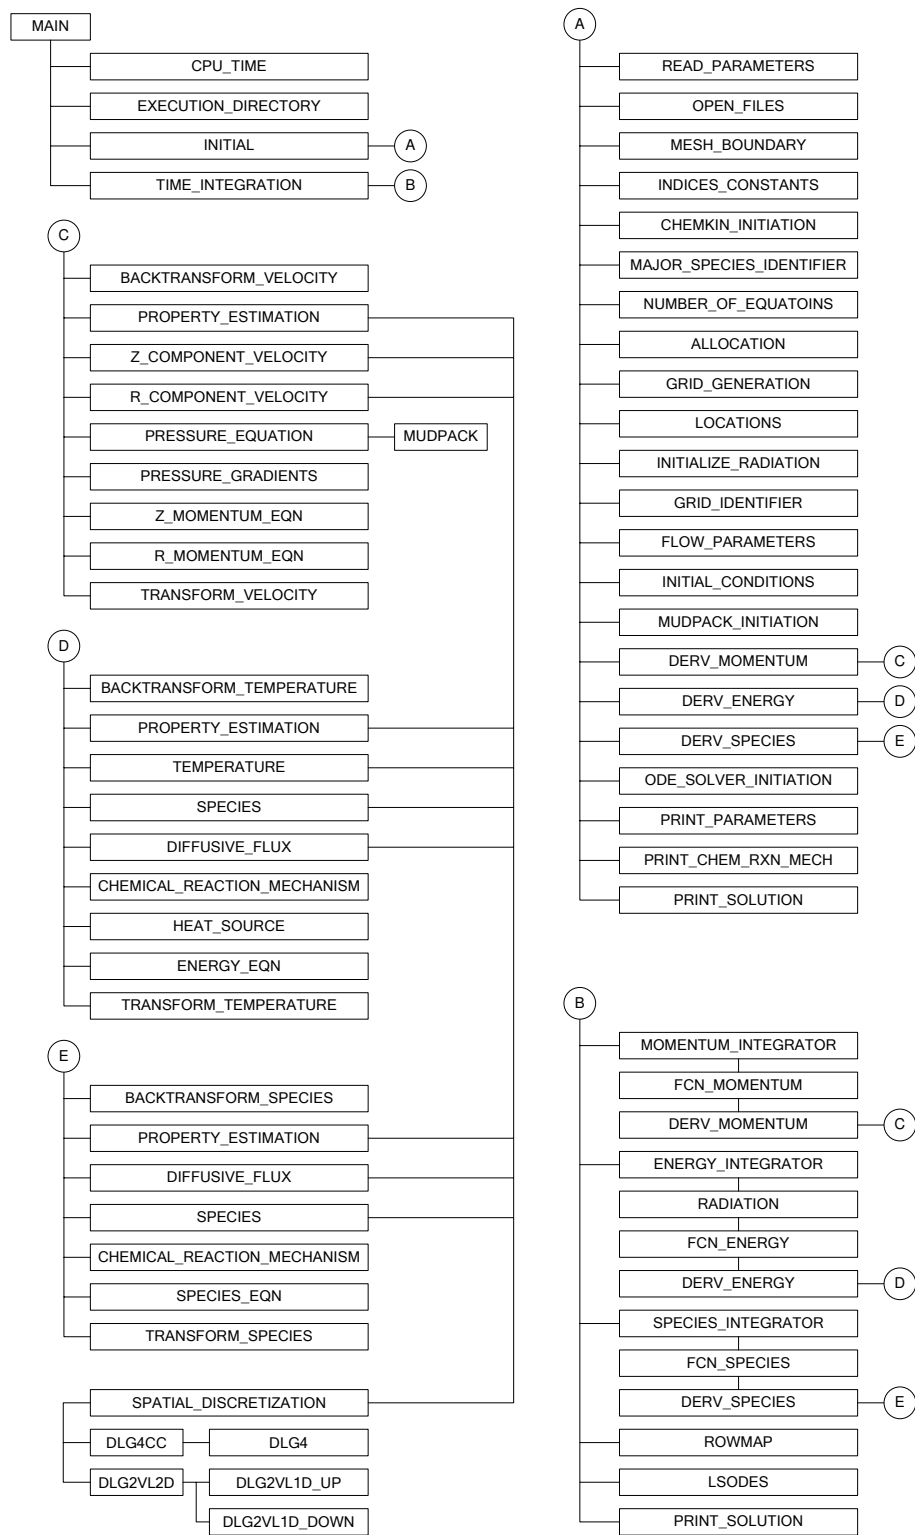 MAIN
CPU_TIME
EXECUTION_DIRECTORY
INITIAL
A
TIME_INTEGRATION
B
C
BACKTRANSFORM_VELOCITY
PROPERTY_ESTIMATION
Z_COMPONENT_VELOCITY
R_COMPONENT_VELOCITY
PRESSURE_EQUATION
MUDPACK
PRESSURE_GRADIENTS
Z_MOMENTUM_EQN
R_MOMENTUM_EQN
TRANSFORM_VELOCITY
D
BACKTRANSFORM_TEMPERATURE
PROPERTY_ESTIMATION
TEMPERATURE
SPECIES
DIFFUSIVE_FLUX
CHEMICAL_REACTION_MECHANISM
HEAT_SOURCE
ENERGY_EQN
TRANSFORM_TEMPERATURE
E
BACKTRANSFORM_SPECIES
PROPERTY_ESTIMATION
DIFFUSIVE_FLUX
SPECIES
CHEMICAL_REACTION_MECHANISM
SPECIES_EQN
TRANSFORM_SPECIES
SPATIAL_DISCRETIZATION
DLG4CC
DLG4
DLG2VL2D
DLG2VL1D_UP
DLG2VL1D_DOWN
A
READ_PARAMETERS
OPEN_FILES
MESH_BOUNDARY
INDICES_CONSTANTS
CHEMKIN_INITIATION
MAJOR_SPECIES_IDENTIFIER
NUMBER_OF_EQUATOINS
ALLOCATION
GRID_GENERATION
LOCATIONS
INITIALIZE_RADIATION
GRID_IDENTIFIER
FLOW_PARAMETERS
INITIAL_CONDITIONS
MUDPACK_INITIATION
DERV_MOMENTUM
C
DERV_ENERGY
D
DERV_SPECIES
E
ODE_SOLVER_INITIATION
PRINT_PARAMETERS
PRINT_CHEM_RXN_MECH
PRINT_SOLUTION
B
MOMENTUM_INTEGRATOR
FCN_MOMENTUM
DERV_MOMENTUM
C
ENERGY_INTEGRATOR
RADIATION
FCN_ENERGY
DERV_ENERGY
D
SPECIES_INTEGRATOR
FCN_SPECIES
DERV_SPECIES
E
ROWMAP
LSODES
PRINT_SOLUTION